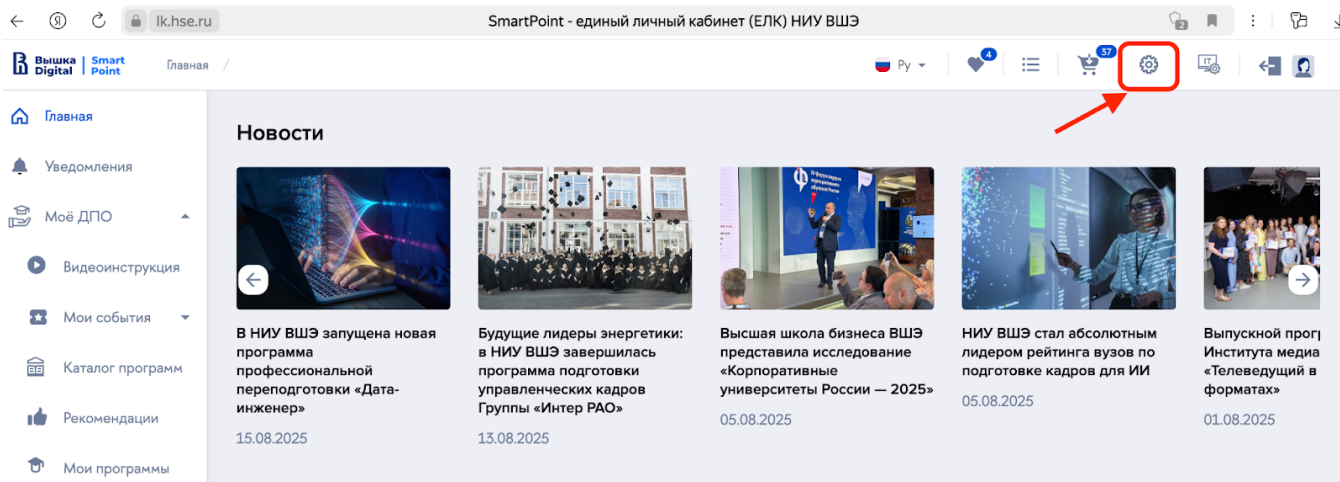 lk.hse.ru
SmartPoint - единый личный кабинет (ЕЛК) НИУ ВШЭ
2
Вышка Digital | Smart Point
Главная /
Ру
4
37
IT
Главная
Уведомления
Моё ДПО
Видеоинструкция
Мои события
Каталог программ
Рекомендации
Мои программы
Новости
В НИУ ВШЭ запущена новая
программа
профессиональной
переподготовки «Дата-
инженер»
15.08.2025
Будущие лидеры энергетики:
в НИУ ВШЭ завершилась
программа подготовки
управленческих кадров
Группы «Интер РАО»
13.08.2025
Высшая школа бизнеса ВШЭ
представила исследование
«Корпоративные
университеты России — 2025»
05.08.2025
НИУ ВШЭ стал абсолютным
лидером рейтинга вузов по
подготовке кадров для ИИ
05.08.2025
Выпускной прог
Института медиа
«Телеведущий в
форматах»
01.08.2025